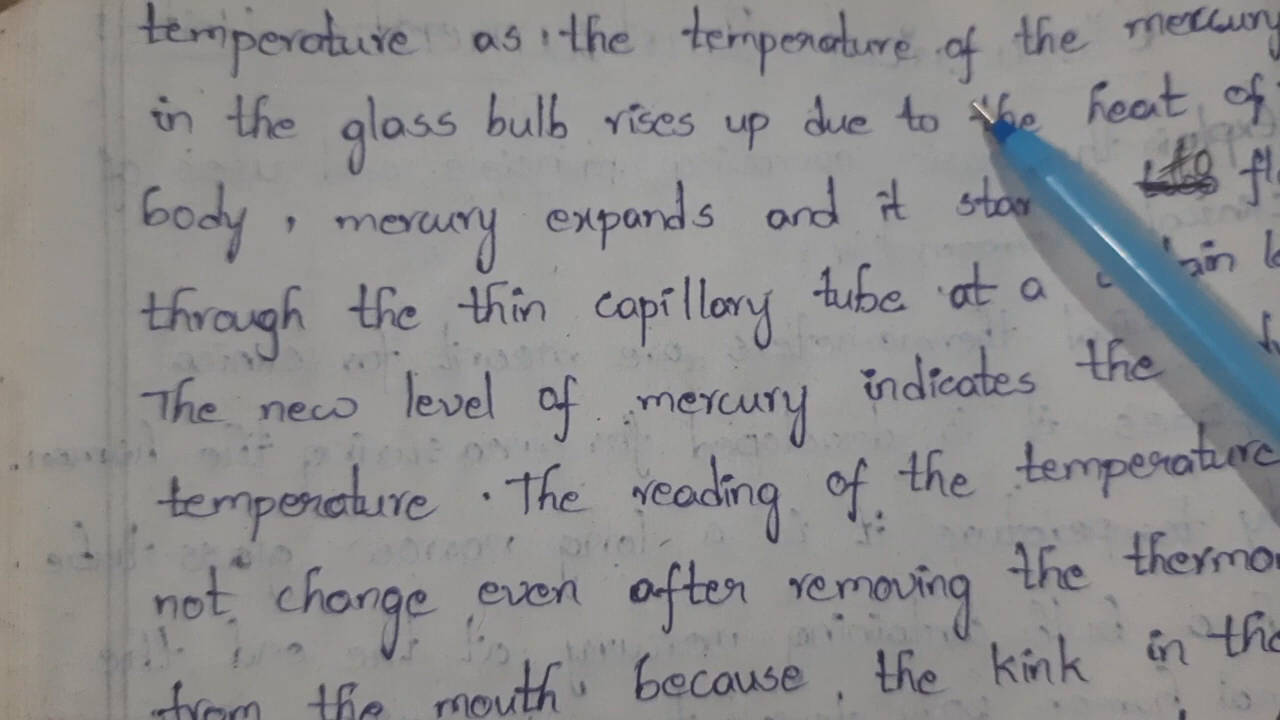 temperature as the temperature of the mercury
in the glass bulb rises up due to the heat of
body, mercury expands and it
through the thin capillary tube at a
The new level of mercury indicates the
temperature. The reading of the temperature
not change even after removing the
from the mouth because, the kink in the